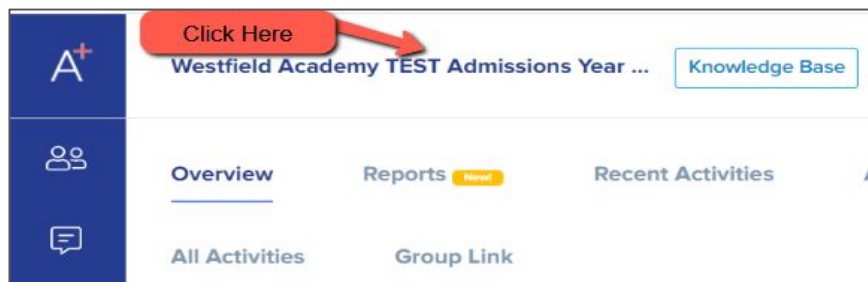 Click Here
A+
Westfield Academy TEST Admissions Year ... Knowledge Base
Overview Reports New! Recent Activities
All Activities Group Link